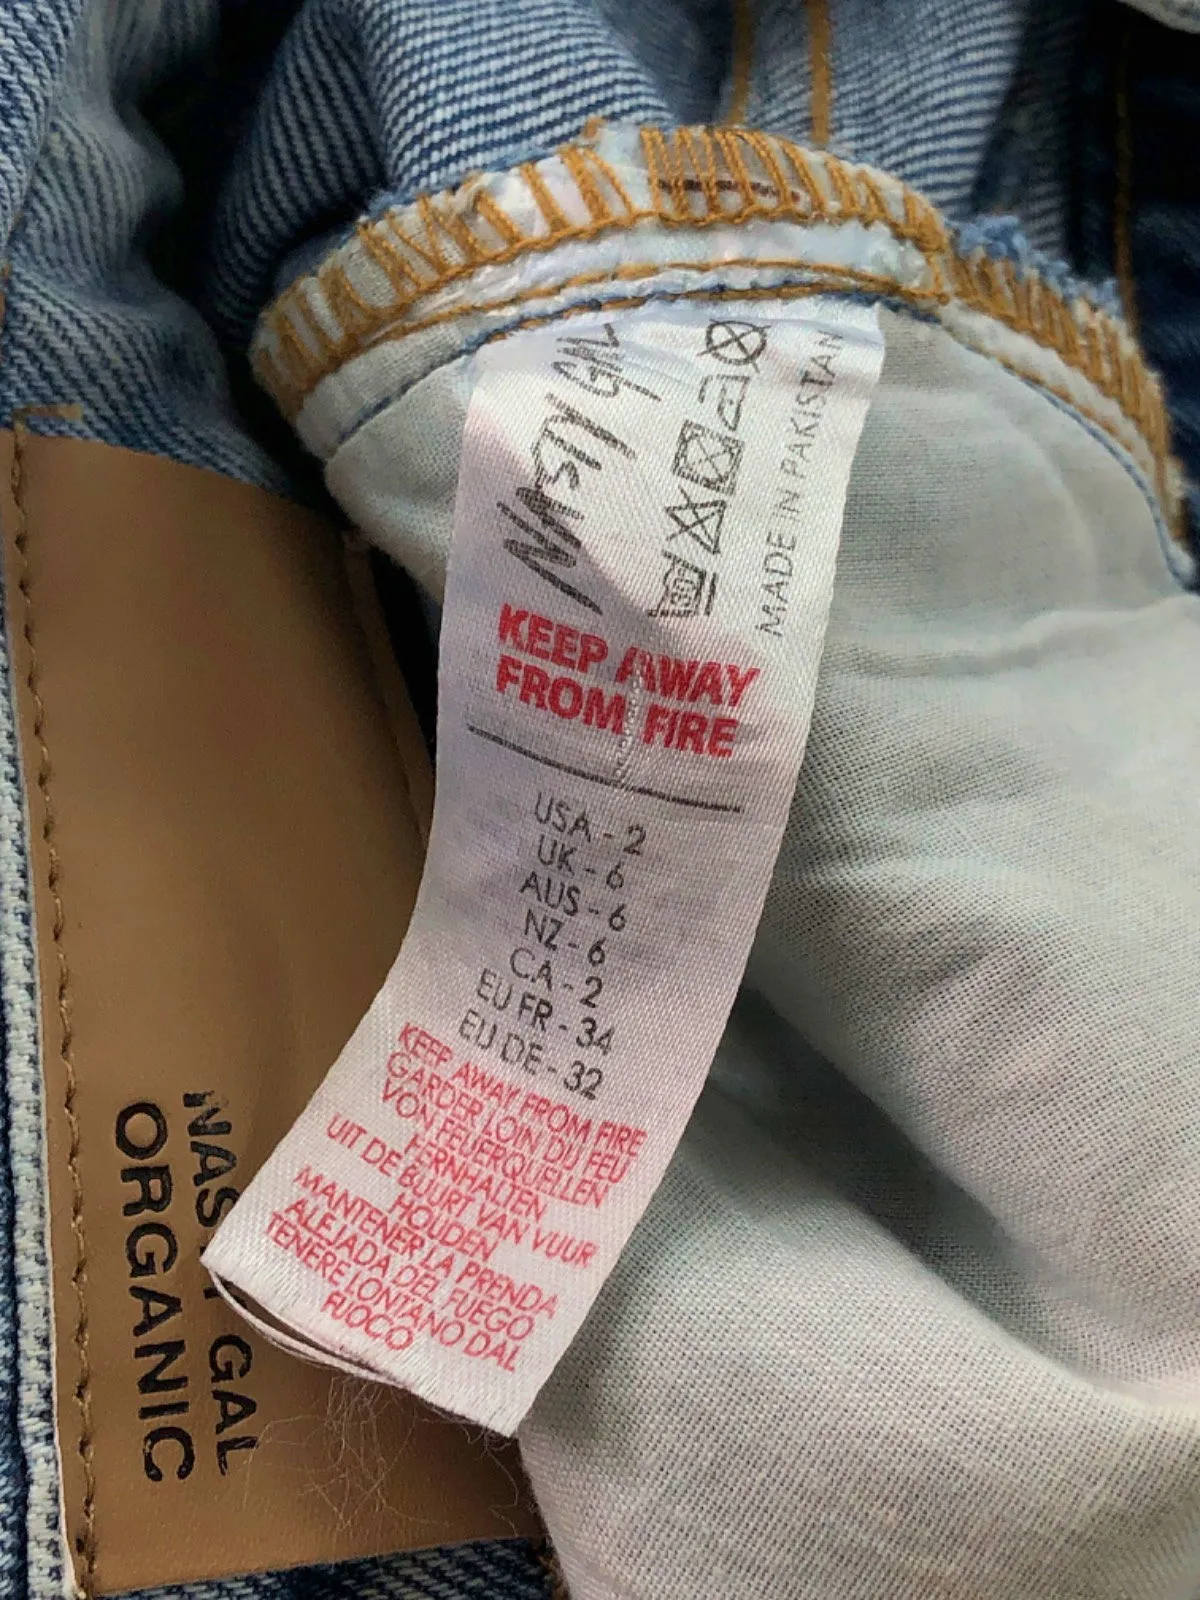 NASTY GAL
MADE IN PAKISTAN
KEEP AWAY
FROM FIRE
USA - 2
UK - 6
AUS - 6
NZ - 6
CA - 2
EU FR - 34
EU DE - 32
KEEP AWAY FROM FIRE
GARDER LOIN DU FEU
VON FEUERQUELLEN
FERNHALTEN
UIT DE BUURT VAN VUUR
HOUDEN
MANTENER LA PRENDA
ALEJADA DEL FUEGO
TENERE LONTANO DAL
FUOCO
NASTY GAL
ORGANIC